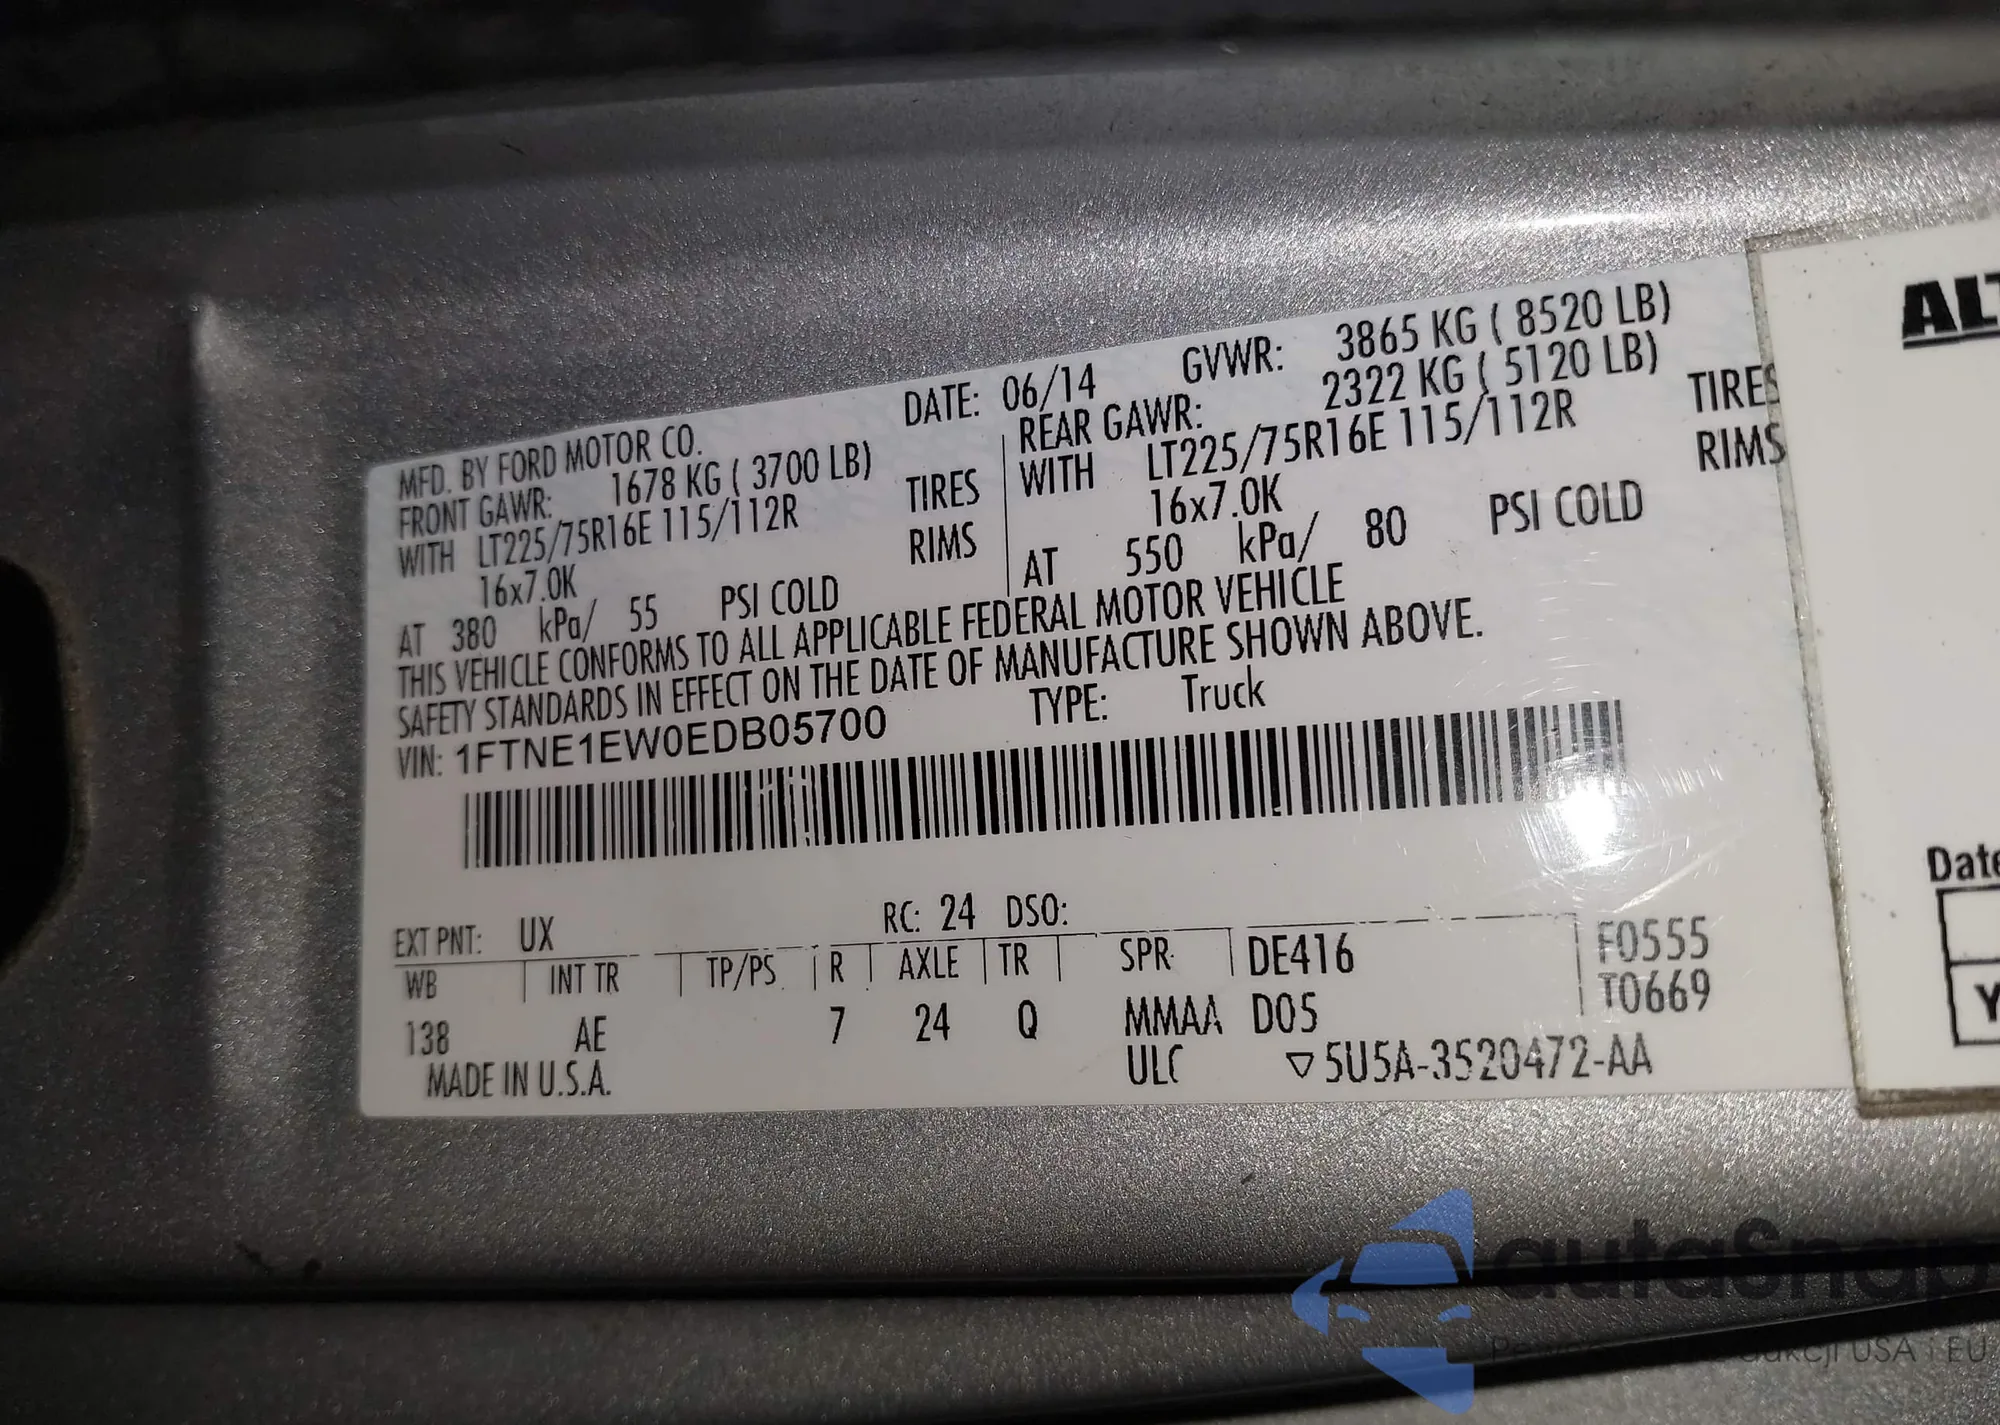 MFD. BY FORD MOTOR CO.
DATE: 06/14
GVWR: 3865 KG ( 8520 LB)
FRONT GAWR: 1678 KG ( 3700 LB)
WITH LT225/75R16E 115/112R TIRES
16x7.0K RIMS
AT 380 kPa/ 55 PSI COLD
REAR GAWR: 2322 KG ( 5120 LB)
WITH LT225/75R16E 115/112R TIRES
16x7.0K RIMS
AT 550 kPa/ 80 PSI COLD
THIS VEHICLE CONFORMS TO ALL APPLICABLE FEDERAL MOTOR VEHICLE
SAFETY STANDARDS IN EFFECT ON THE DATE OF MANUFACTURE SHOWN ABOVE.
VIN: 1FTNE1EW0EDB05700 TYPE: Truck
EXT PNT: UX RC: 24 DSO:
WB INT TR TP/PS R AXLE TR SPR DE416 F0555
T0669
138 AE 7 24 Q MMAA D05
MADE IN U.S.A. ULC ▽5U5A-3520472-AA
ALT
Date
Y
autaSnap
USA i EU